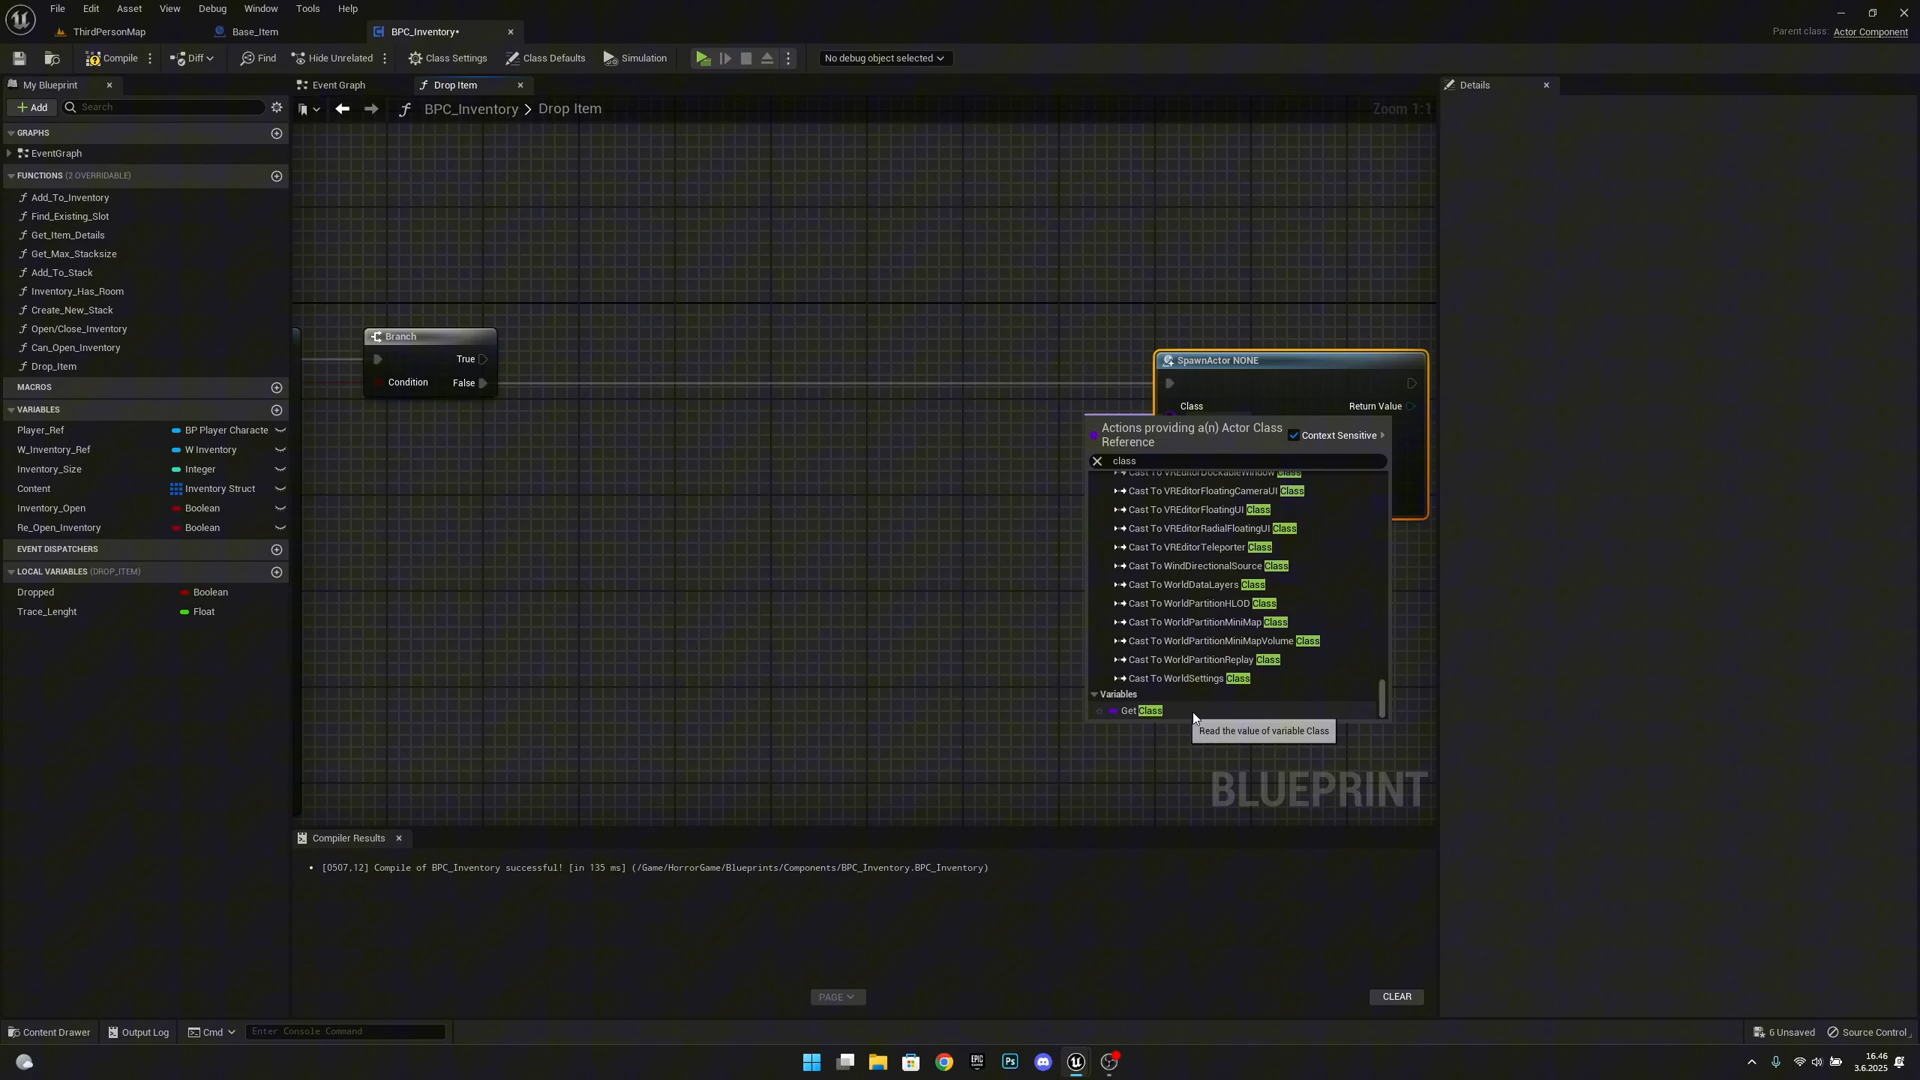 File Edit Asset View Debug Window Tools Help
ThirdPersonMap Base_Item BPC_Inventory•
Parent class: Actor Component
Compile Diff Find Hide Unrelated Class Settings Class Defaults Simulation No debug object selected
My Blueprint Event Graph Drop Item Details
Add Search
BPC_Inventory > Drop Item
Zoom 1:1
GRAPHS
EventGraph
FUNCTIONS (2 OVERRIDABLE)
Add_To_Inventory
Find_Existing_Slot
Get_Item_Details
Get_Max_Stacksize
Add_To_Stack
Inventory_Has_Room
Create_New_Stack
Open/Close_Inventory
Can_Open_Inventory
Drop_Item
MACROS
VARIABLES
Player_Ref BP Player Characte
W_Inventory_Ref W Inventory
Inventory_Size Integer
Content Inventory Struct
Inventory_Open Boolean
Re_Open_Inventory Boolean
EVENT DISPATCHERS
LOCAL VARIABLES (DROP_ITEM)
Dropped Boolean
Trace_Lenght Float
Branch
True
Condition False
SpawnActor NONE
Class Return Value
Actions providing a(n) Actor Class
Reference
Context Sensitive
class
Cast To VREditorDockableWindow Class
Cast To VREditorFloatingCameraUI Class
Cast To VREditorFloatingUI Class
Cast To VREditorRadialFloatingUI Class
Cast To VREditorTeleporter Class
Cast To WindDirectionalSource Class
Cast To WorldDataLayers Class
Cast To WorldPartitionHLOD Class
Cast To WorldPartitionMiniMap Class
Cast To WorldPartitionMiniMapVolume Class
Cast To WorldPartitionReplay Class
Cast To WorldSettings Class
Variables
Get Class
Read the value of variable Class
BLUEPRINT
Compiler Results
• [0507,12] Compile of BPC_Inventory successful! [in 135 ms] (/Game/HorrorGame/Blueprints/Components/BPC_Inventory.BPC_Inventory)
PAGE
CLEAR
Content Drawer Output Log Cmd Enter Console Command
6 Unsaved Source Control
EPIC
Ps
16.46
3.6.2025